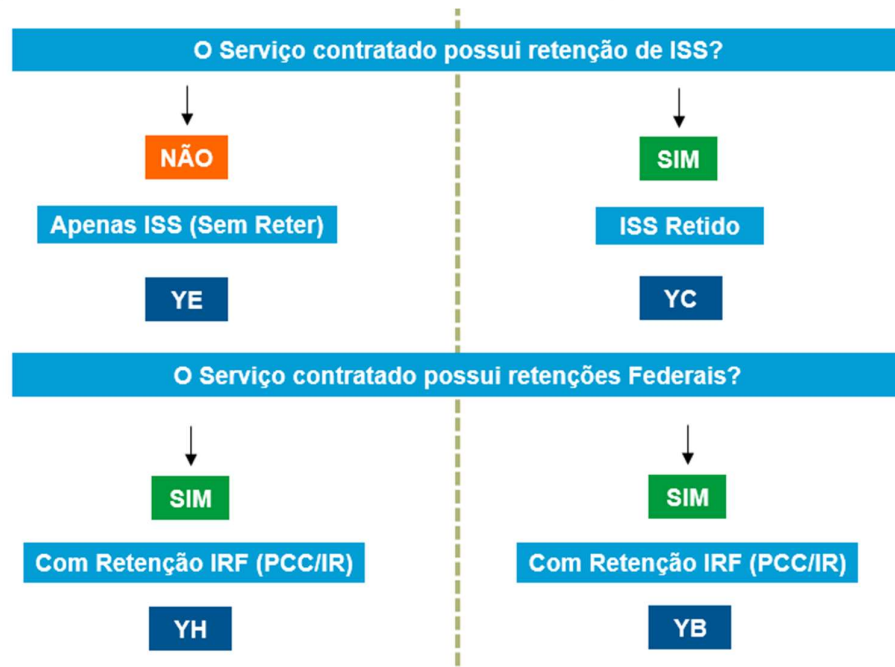 O Serviço contratado possui retenção de ISS?
NÃO
SIM
Apenas ISS (Sem Reter)
ISS Retido
YE
YC
O Serviço contratado possui retenções Federais?
SIM
SIM
Com Retenção IRF (PCC/IR)
Com Retenção IRF (PCC/IR)
YH
YB